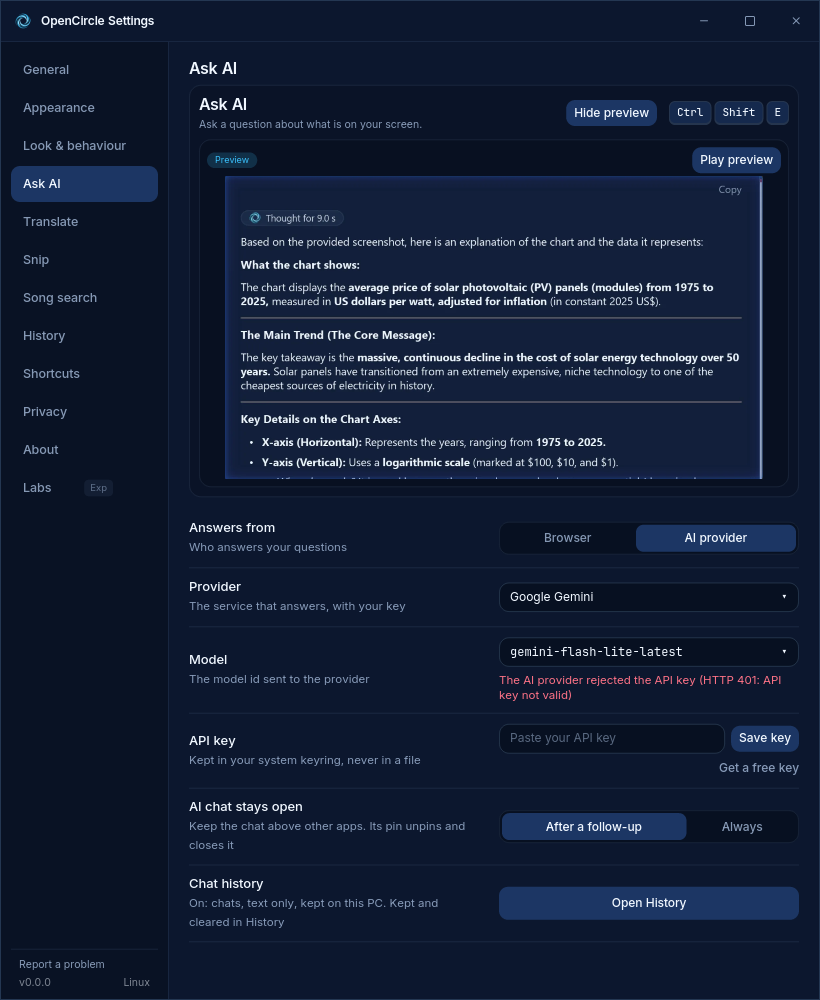 OpenCircle Settings
General
Appearance
Look & behaviour
Ask AI
Translate
Snip
Song search
History
Shortcuts
Privacy
About
Labs Exp
Report a problem
v0.0.0 Linux
Ask AI
Ask AI
Ask a question about what is on your screen.
Hide preview Ctrl Shift E
Preview
Play preview
Copy
Thought for 9.0 s
Based on the provided screenshot, here is an explanation of the chart and the data it represents:
What the chart shows:
The chart displays the average price of solar photovoltaic (PV) panels (modules) from 1975 to
2025, measured in US dollars per watt, adjusted for inflation (in constant 2025 US$).
The Main Trend (The Core Message):
The key takeaway is the massive, continuous decline in the cost of solar energy technology over 50
years. Solar panels have transitioned from an extremely expensive, niche technology to one of the
cheapest sources of electricity in history.
Key Details on the Chart Axes:
• X-axis (Horizontal): Represents the years, ranging from 1975 to 2025.
• Y-axis (Vertical): Uses a logarithmic scale (marked at $100, $10, and $1).
Answers from
Who answers your questions
Browser AI provider
Provider
The service that answers, with your key
Google Gemini
Model
The model id sent to the provider
gemini-flash-lite-latest
The AI provider rejected the API key (HTTP 401: API
key not valid)
API key
Kept in your system keyring, never in a file
Paste your API key Save key
Get a free key
AI chat stays open
Keep the chat above other apps. Its pin unpins and
closes it
After a follow-up Always
Chat history
On: chats, text only, kept on this PC. Kept and
cleared in History
Open History